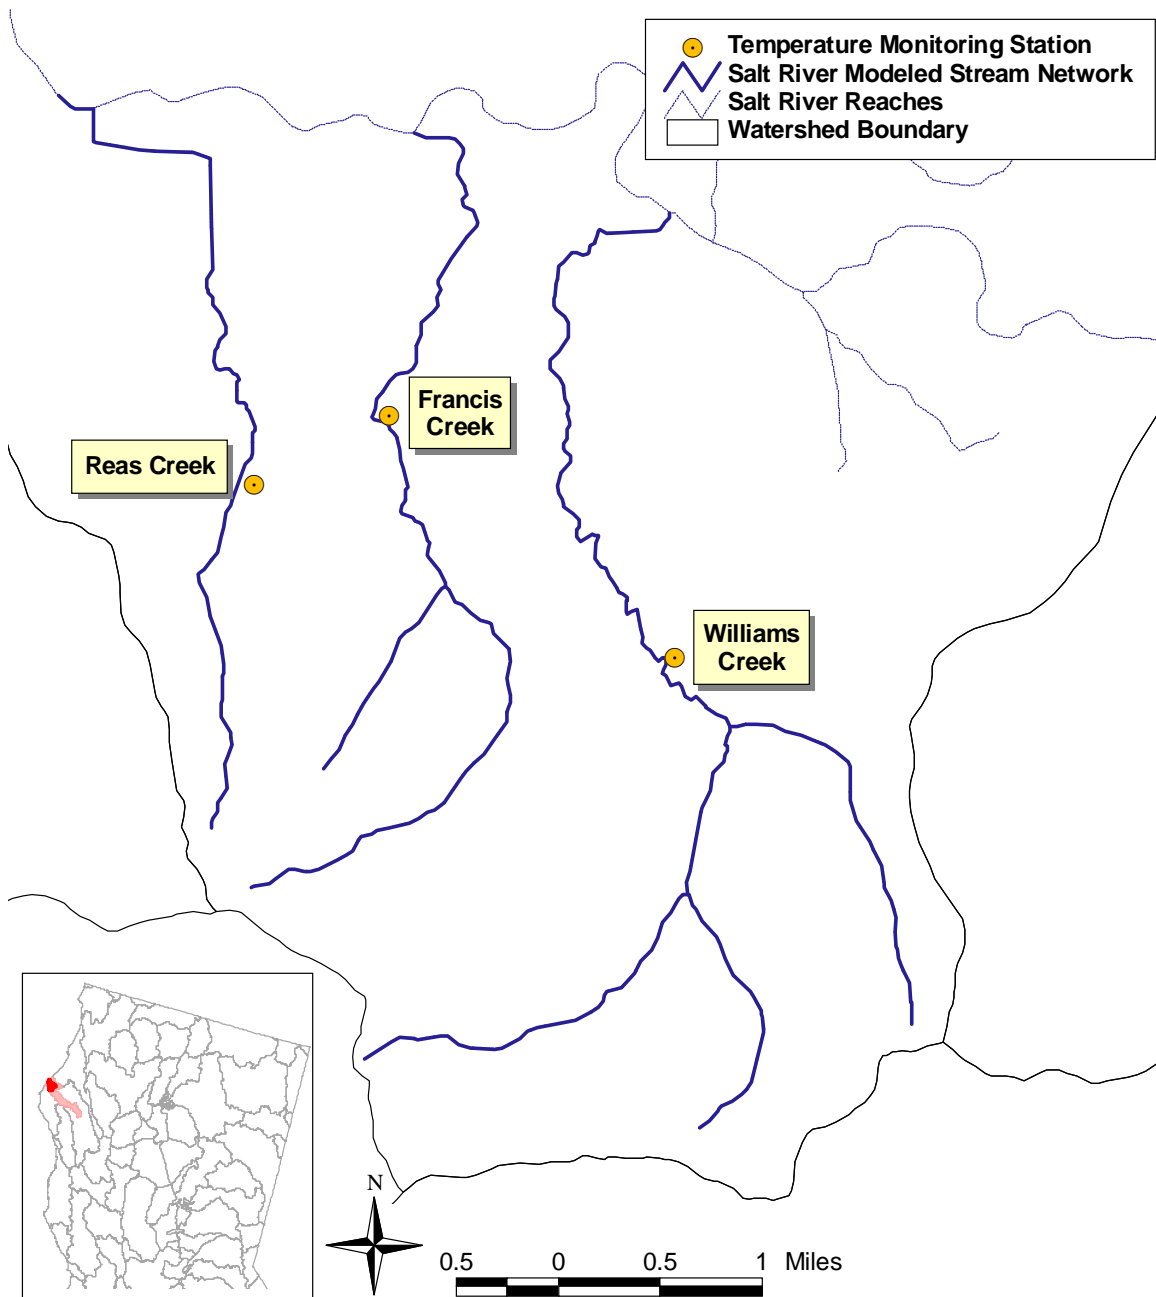 Temperature Monitoring Station
Salt River Modeled Stream Network
Salt River Reaches
Watershed Boundary
Francis
Creek
Reas Creek
Williams
Creek
N
0.5 0 0.5 1 Miles